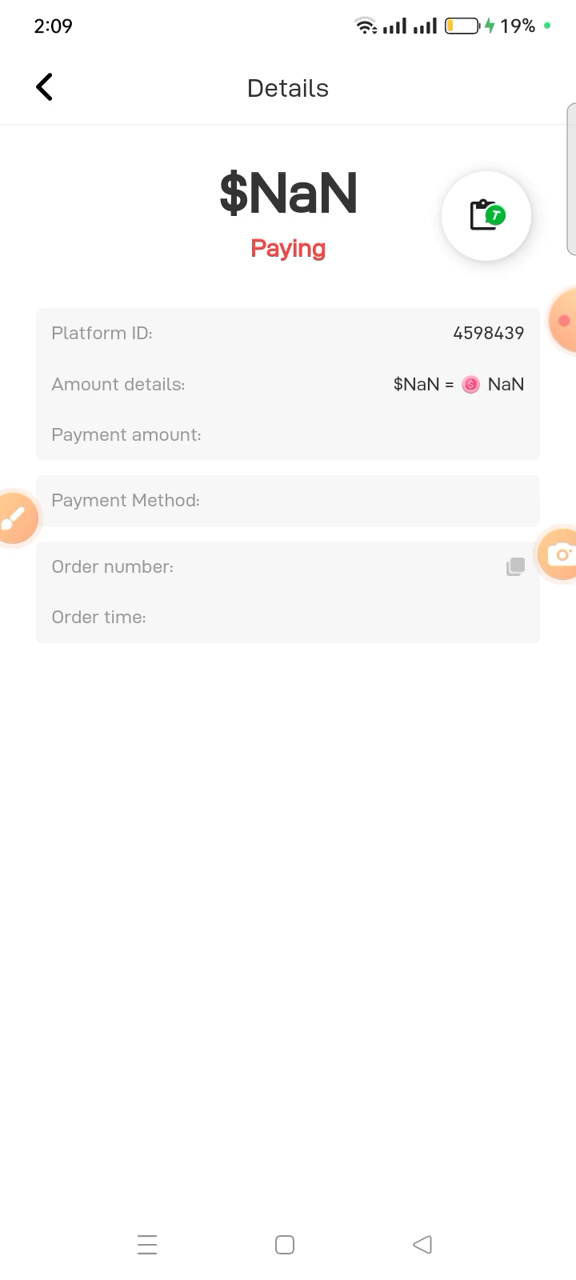 2:09 19%
Details
$NaN
Paying
T
Platform ID: 4598439
Amount details: $NaN = $ NaN
Payment amount:
Payment Method:
Order number:
Order time: